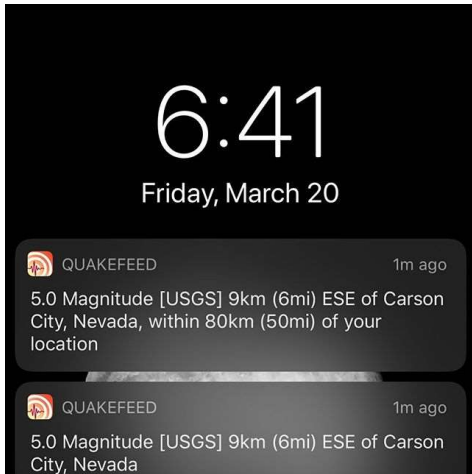 6:41
Friday, March 20
QUAKEFEED 1m ago
5.0 Magnitude [USGS] 9km (6mi) ESE of Carson
City, Nevada, within 80km (50mi) of your
location
QUAKEFEED 1m ago
5.0 Magnitude [USGS] 9km (6mi) ESE of Carson
City, Nevada